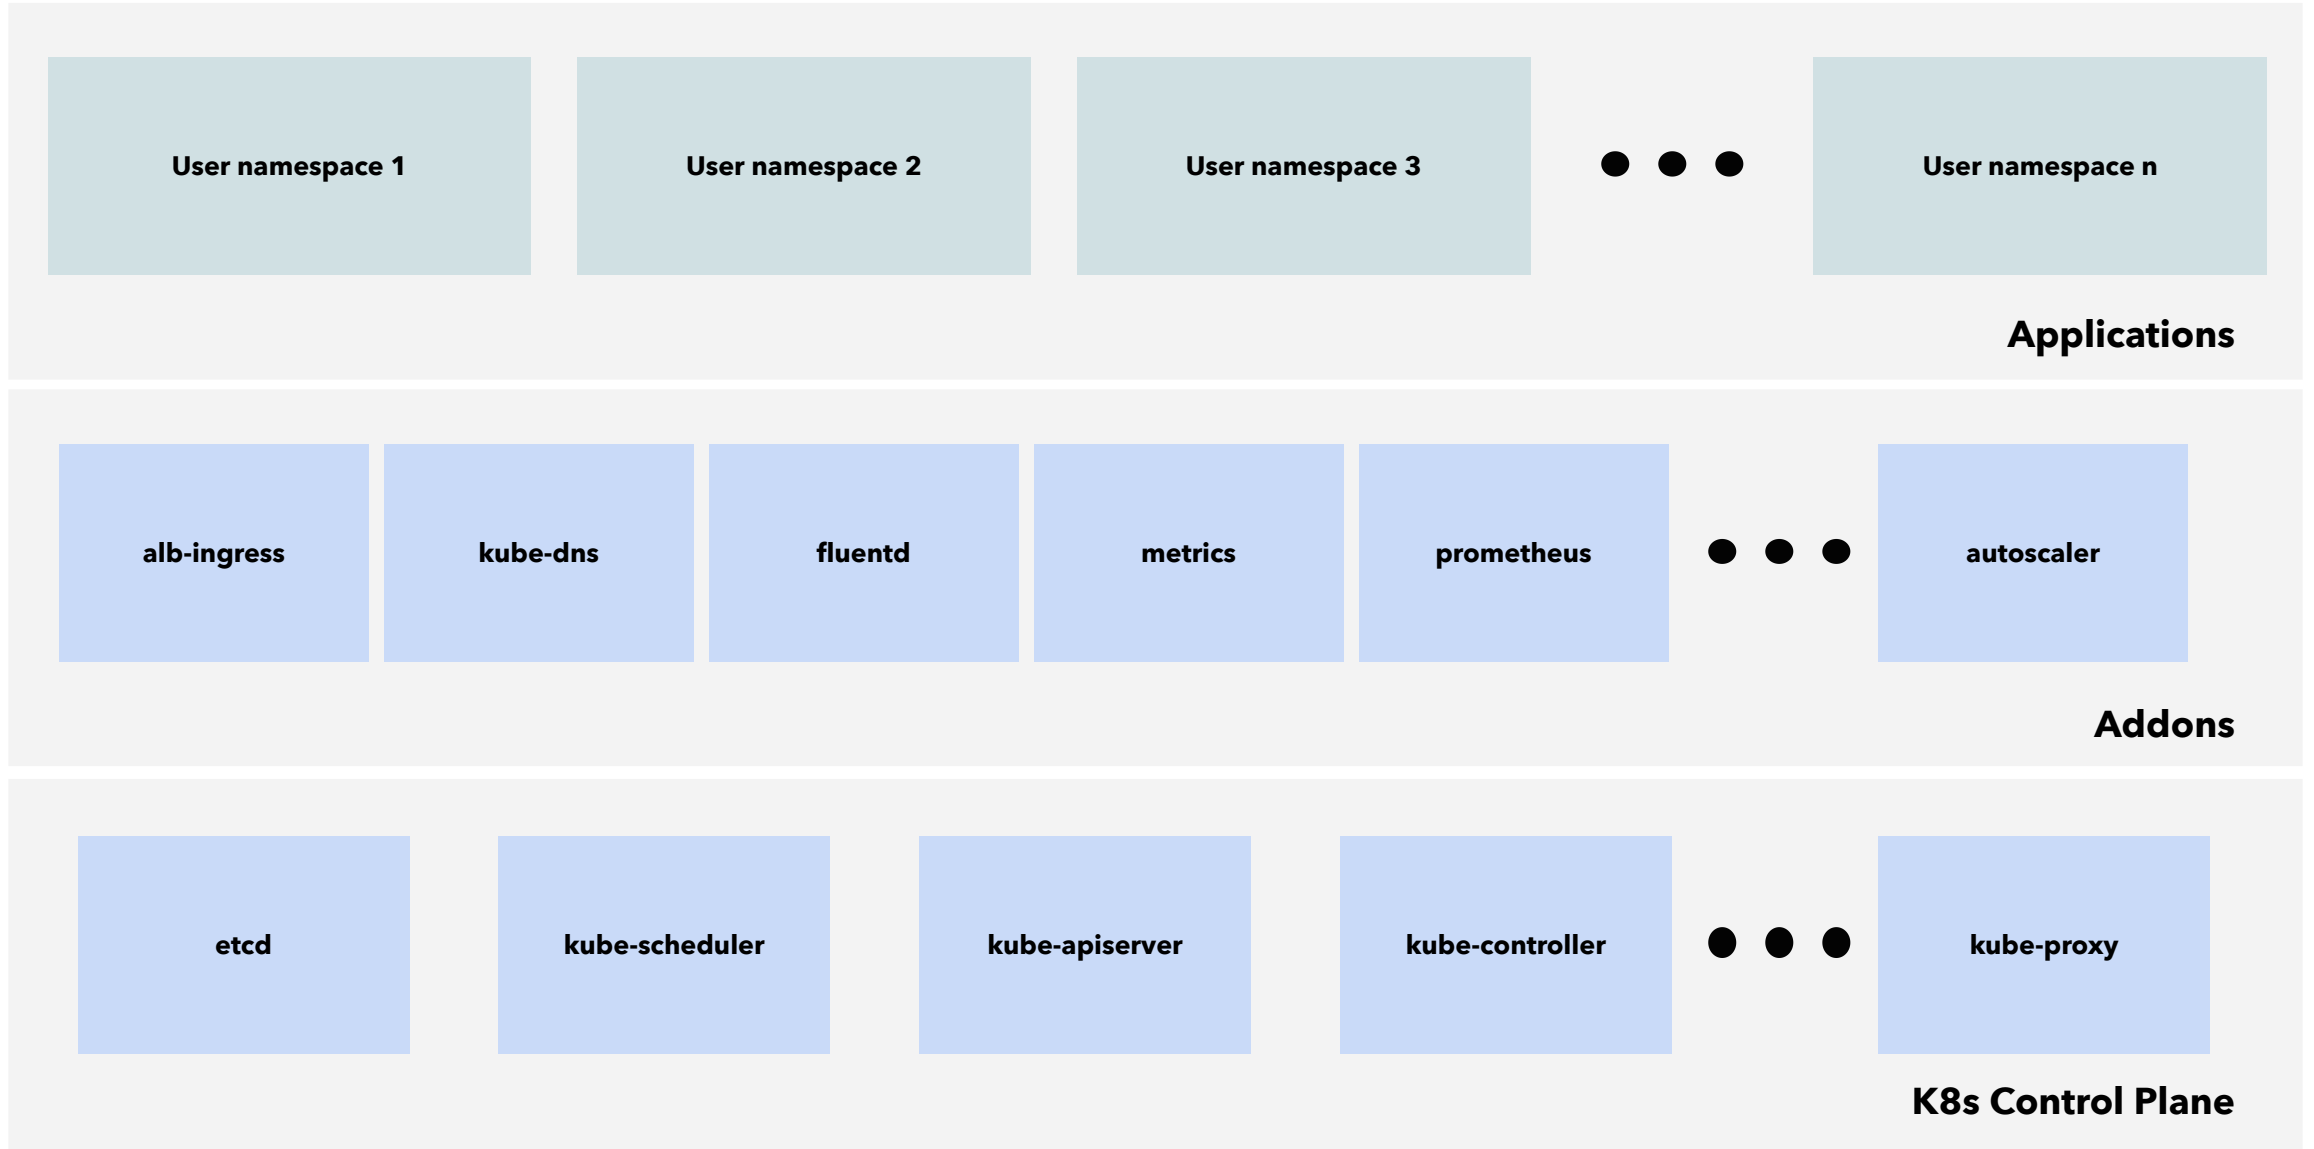 User namespace 1
User namespace 2
User namespace 3
User namespace n
Applications
alb-ingress
kube-dns
fluentd
metrics
prometheus
autoscaler
Addons
etcd
kube-scheduler
kube-apiserver
kube-controller
kube-proxy
K8s Control Plane